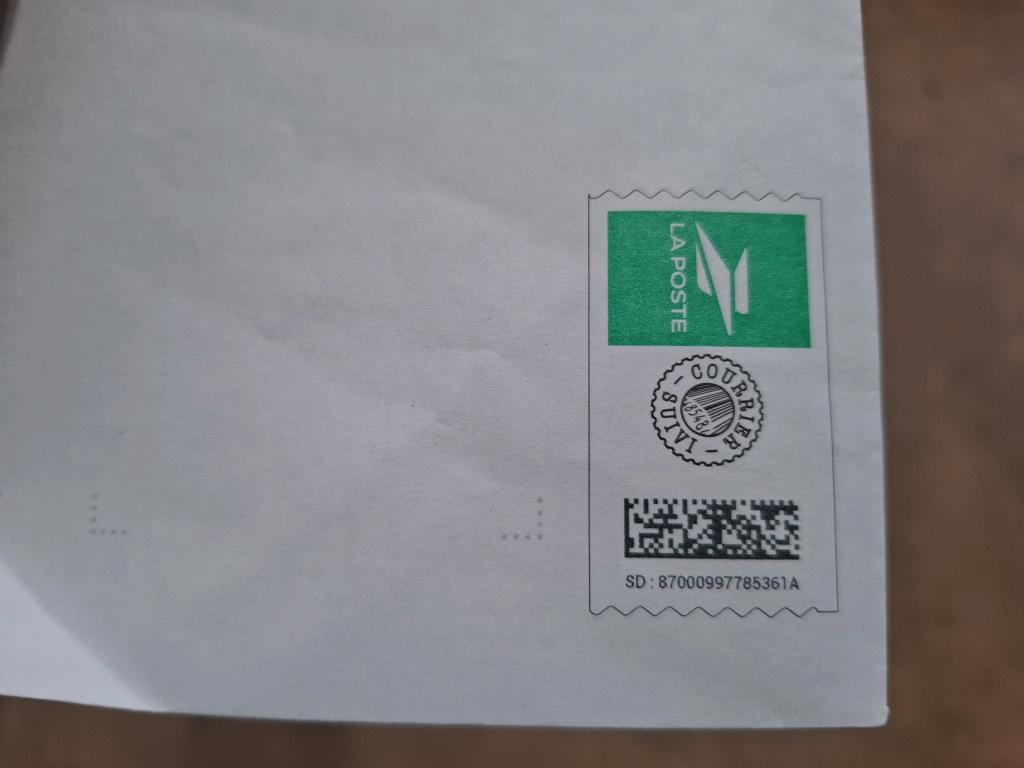 LA POSTE
COURRIER
SUIVI
SD : 87000997785361A